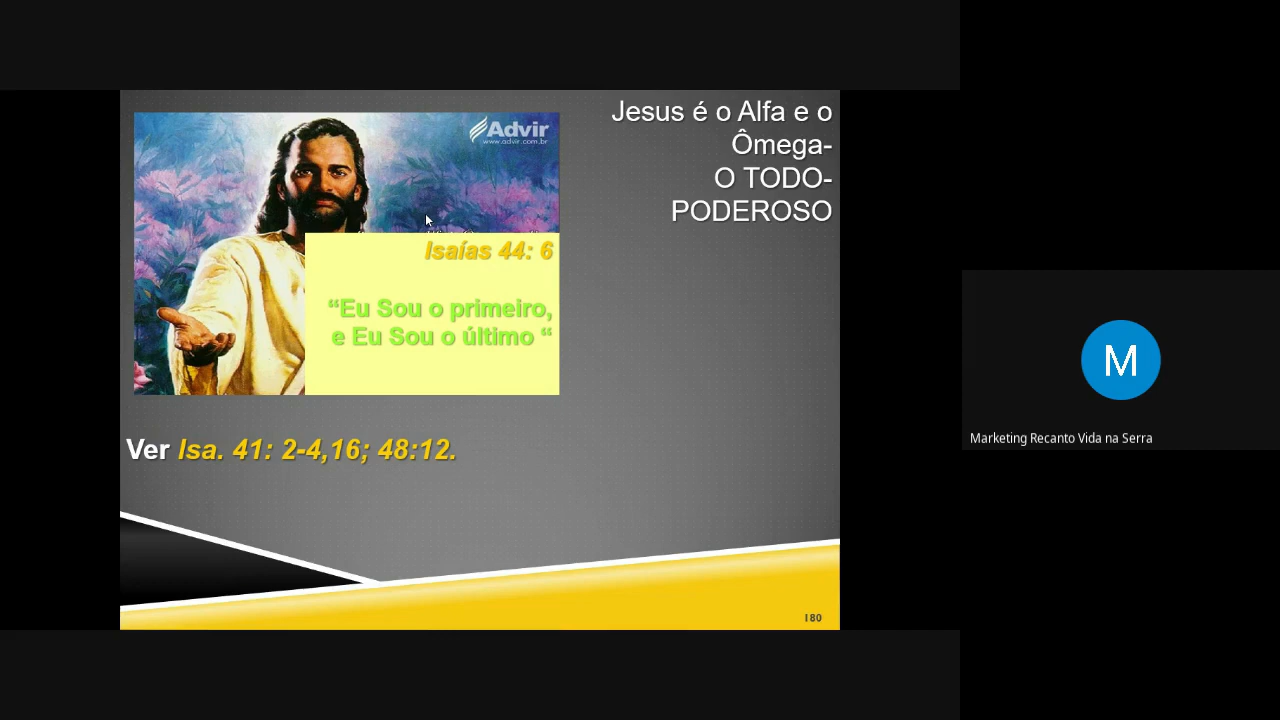 Jesus é o Alfa e o
Ômega-
O TODO-
PODEROSO
Advir
www.advir.com.br
Isaías 44: 6
“Eu Sou o primeiro,
e Eu Sou o último “
Ver Isa. 41: 2-4,16; 48:12.
180
M
Marketing Recanto Vida na Serra